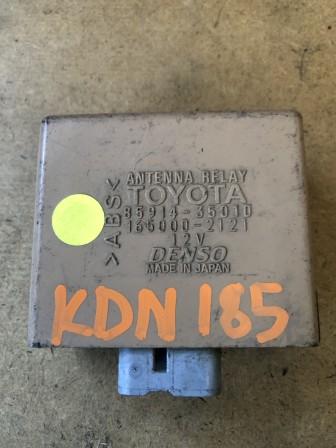 ANTENNA RELAY
TOYOTA
85914-35010
165000-2121
12V
DENSO
MADE IN JAPAN
>ABS<
KDN 185